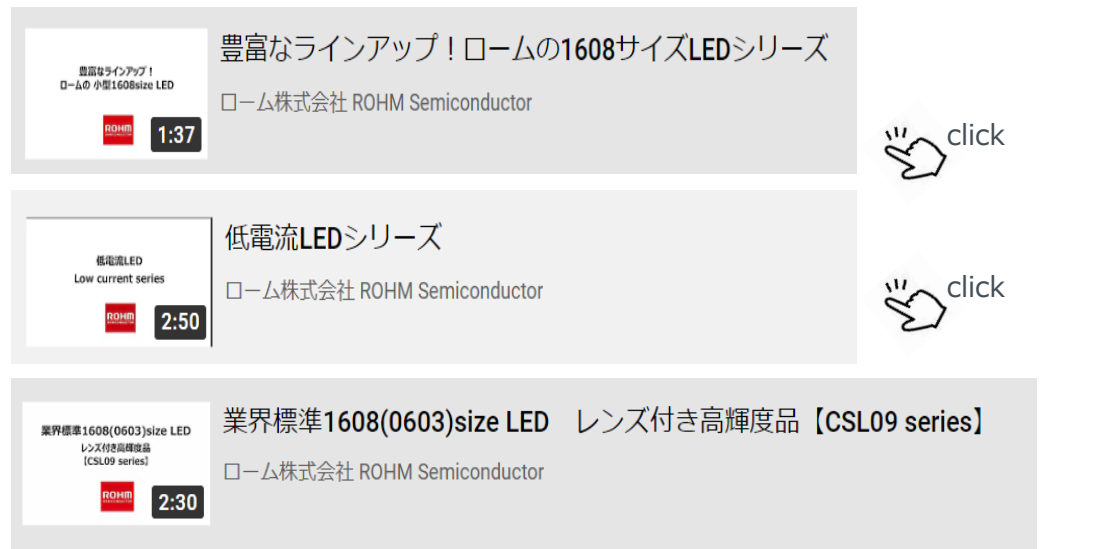 豊富なラインアップ！
ロームの 小型1608size LED
ROHM
SEMICONDUCTOR
1:37
豊富なラインアップ！ロームの1608サイズLEDシリーズ
ローム株式会社 ROHM Semiconductor
click
低電流LED
Low current series
ROHM
SEMICONDUCTOR
2:50
低電流LEDシリーズ
ローム株式会社 ROHM Semiconductor
click
業界標準1608(0603)size LED
レンズ付き高輝度品
【CSL09 series】
ROHM
SEMICONDUCTOR
2:30
業界標準1608(0603)size LED　レンズ付き高輝度品【CSL09 series】
ローム株式会社 ROHM Semiconductor